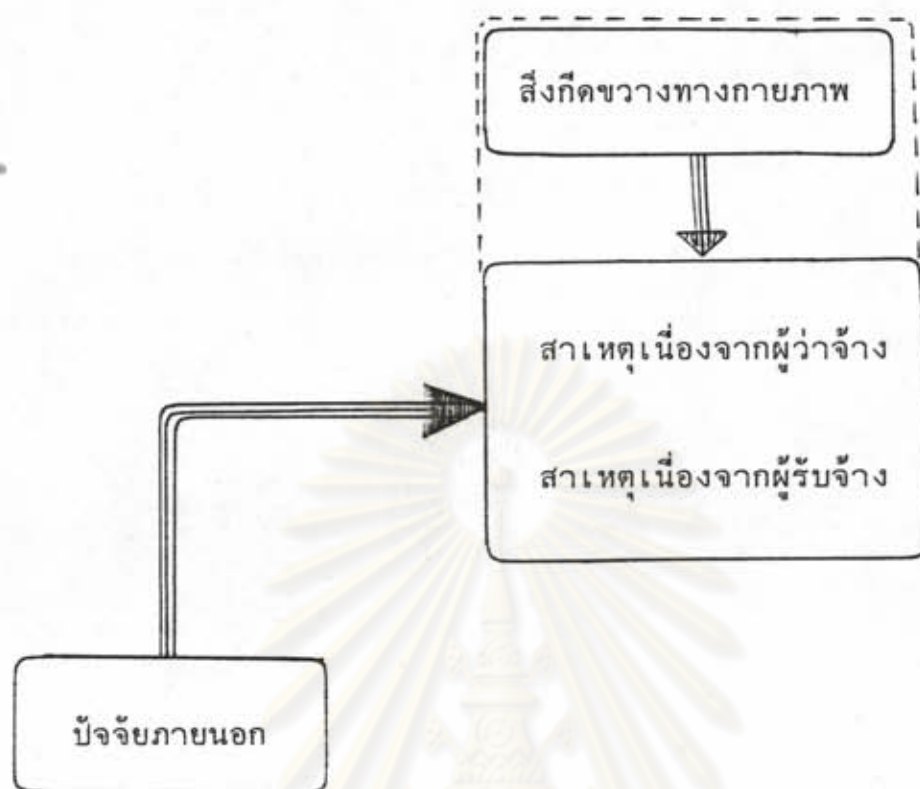 สิ่งกีดขวางทางกายภาพ
สาเหตุเนื่องจากผู้ว่าจ้าง
สาเหตุเนื่องจากผู้รับจ้าง
ปัจจัยภายนอก